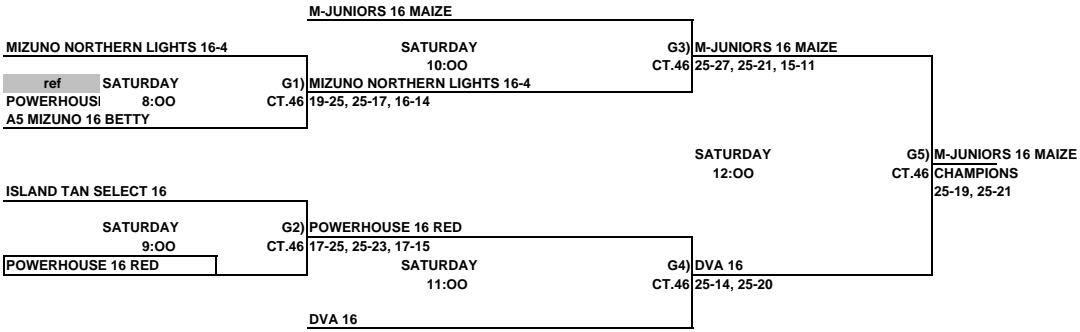 M-JUNIORS 16 MAIZE
MIZUNO NORTHERN LIGHTS 16-4 SATURDAY G3) M-JUNIORS 16 MAIZE
10:OO CT.46 25-27, 25-21, 15-11
ref SATURDAY G1) MIZUNO NORTHERN LIGHTS 16-4
POWERHOUSI 8:OO CT.46 19-25, 25-17, 16-14
A5 MIZUNO 16 BETTY
SATURDAY G5) M-JUNIORS 16 MAIZE
12:OO CT.46 CHAMPIONS
ISLAND TAN SELECT 16 25-19, 25-21
SATURDAY G2) POWERHOUSE 16 RED
9:OO CT.46 17-25, 25-23, 17-15
POWERHOUSE 16 RED SATURDAY G4) DVA 16
11:OO CT.46 25-14, 25-20
DVA 16